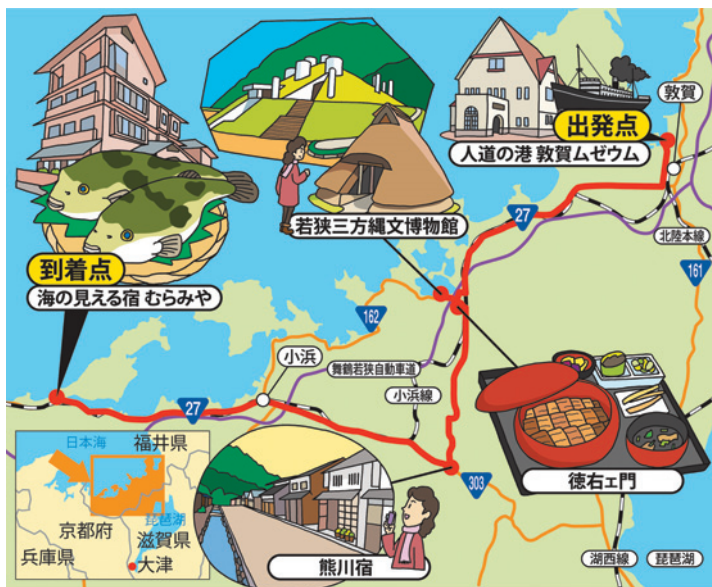 出発点
人道の港 敦賀ムゼウム
敦賀
若狭三方縄文博物館
27
北陸本線
161
到着点
海の見える宿 むらみや
162
小浜
舞鶴若狭自動車道
27
小浜線
徳右ェ門
303
熊川宿
湖西線
琵琶湖
日本海
福井県
京都府
琵琶湖
滋賀県
兵庫県
大津